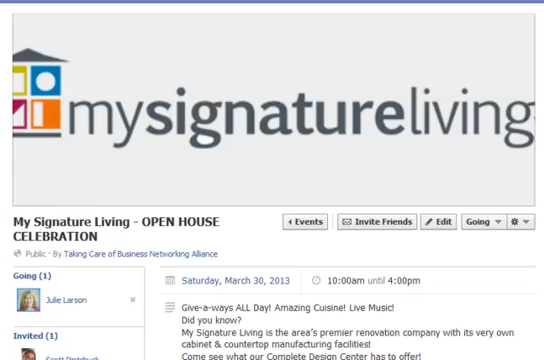 mysignatureliving
My Signature Living - OPEN HOUSE
CELEBRATION
Events
Invite Friends
Edit
Going
Public · By Taking Care of Business Networking Alliance
Going (1)
Julie Larson
Invited (1)
Saturday, March 30, 2013
10:00am until 4:00pm
Give-a-ways ALL Day! Amazing Cuisine! Live Music!
Did you know?
My Signature Living is the area's premier renovation company with its very own
cabinet & countertop manufacturing facilities!
Come see what our Complete Design Center has to offer!